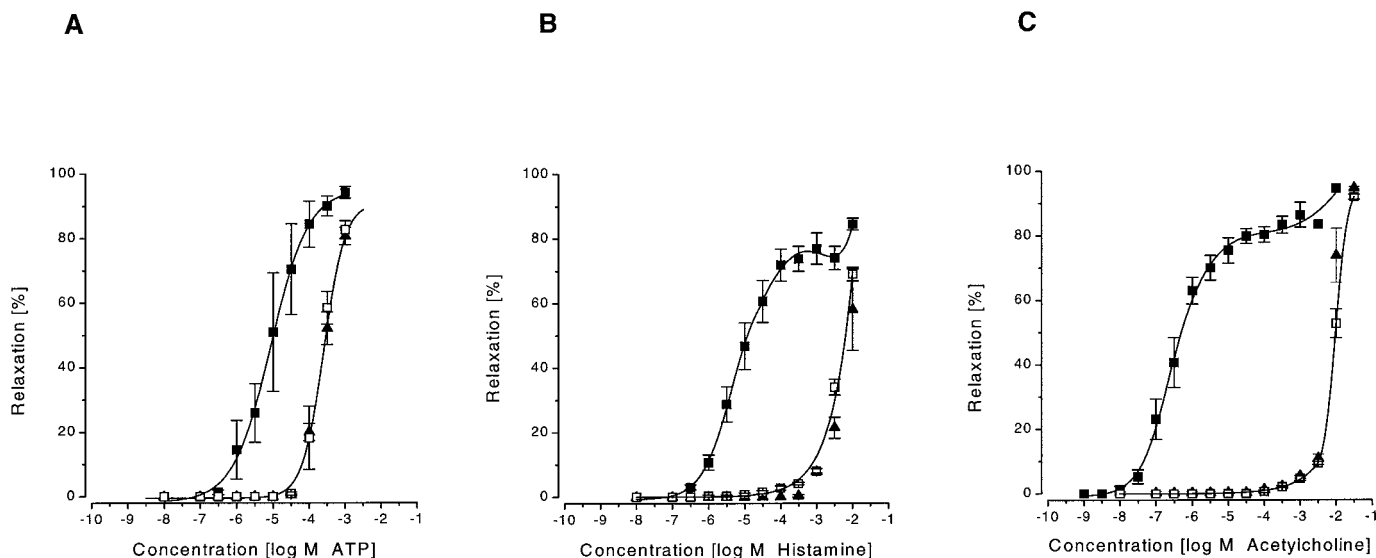 A
B
C
100
80
60
40
20
0
Relaxation [%]
-10 -9 -8 -7 -6 -5 -4 -3 -2 -1
Concentration [log M ATP]
100
80
60
40
20
0
Relaxation [%]
-10 -9 -8 -7 -6 -5 -4 -3 -2 -1
Concentration [log M Histamine]
100
80
60
40
20
0
Relaxation [%]
-10 -9 -8 -7 -6 -5 -4 -3 -2 -1
Concentration [log M Acetylcholine]